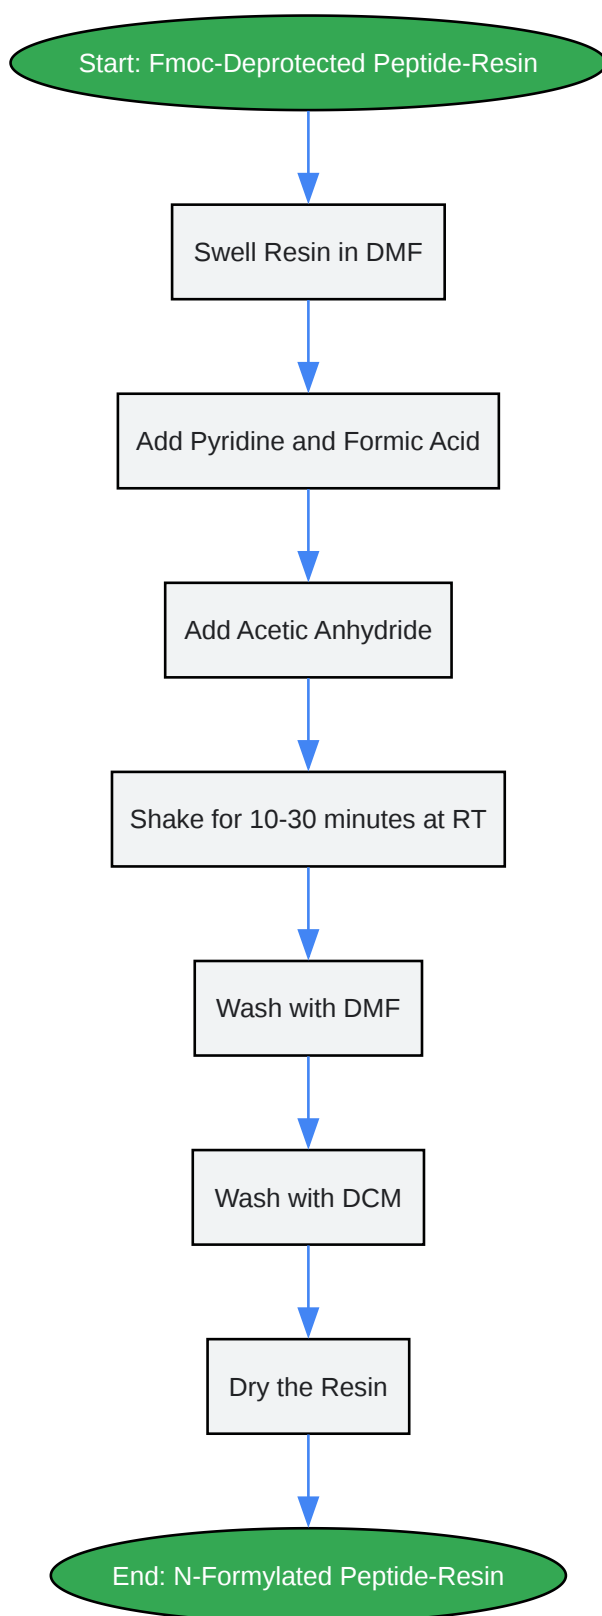 Start: Fmoc-Deprotected Peptide-Resin
Swell Resin in DMF
Add Pyridine and Formic Acid
Add Acetic Anhydride
Shake for 10-30 minutes at RT
Wash with DMF
Wash with DCM
Dry the Resin
End: N-Formylated Peptide-Resin